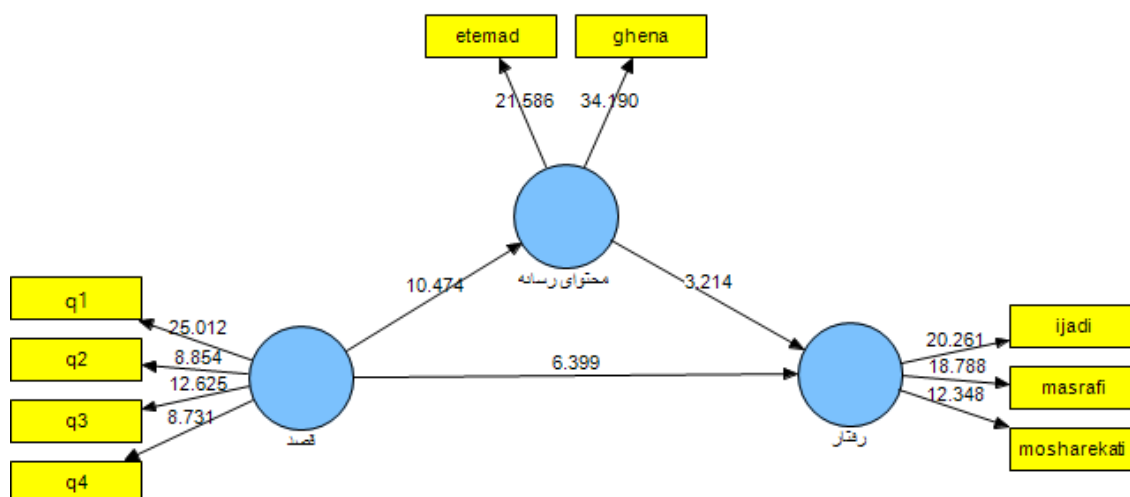 etemad
ghena
21.586
34.190
محتوای رسانه
10.474
3.214
q1
q2
q3
q4
25.012
8.854
12.625
8.731
قصد
6.399
رفتار
20.261
18.788
12.348
ijadi
masrafi
mosharekati